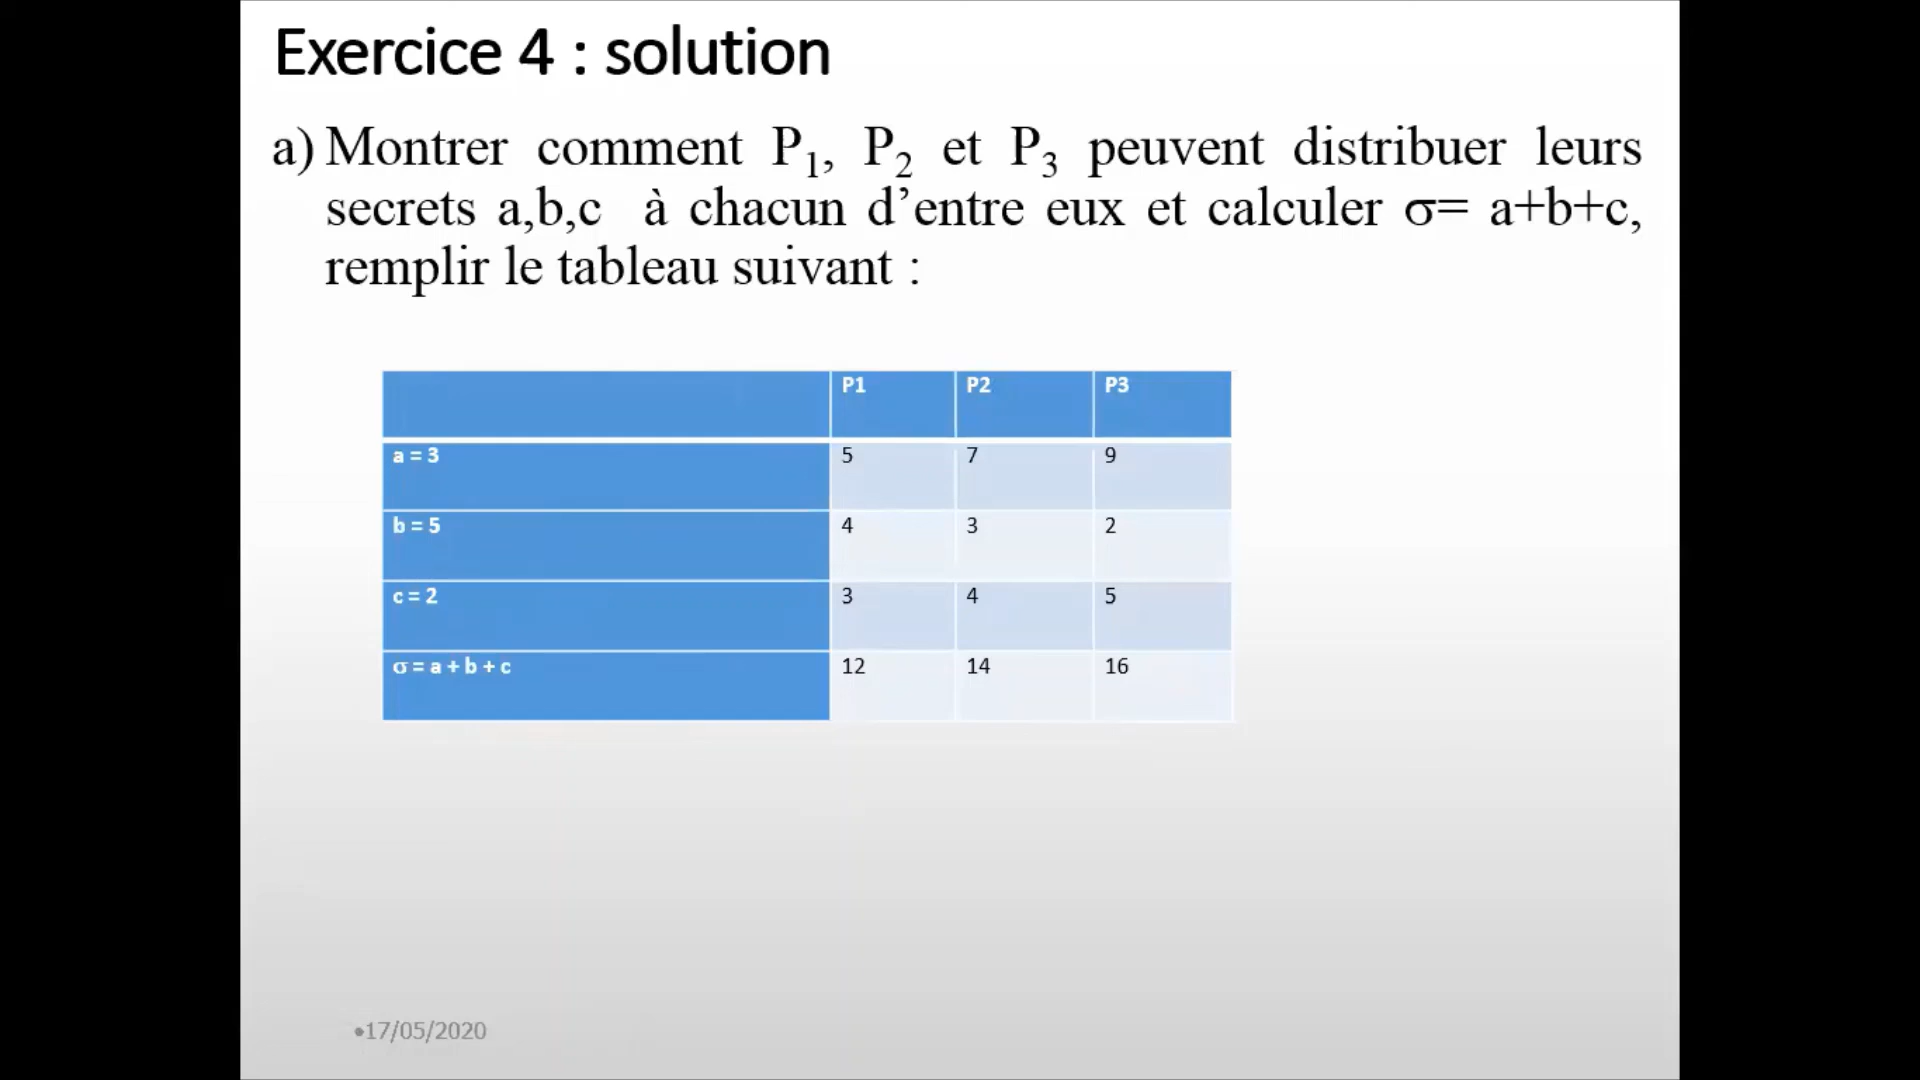 Exercice 4 : solution
a) Montrer comment P1, P2 et P3 peuvent distribuer leurs
secrets a,b,c à chacun d’entre eux et calculer σ= a+b+c,
remplir le tableau suivant :
P1 P2 P3
a = 3 5 7 9
b = 5 4 3 2
c = 2 3 4 5
σ = a + b + c 12 14 16
•17/05/2020